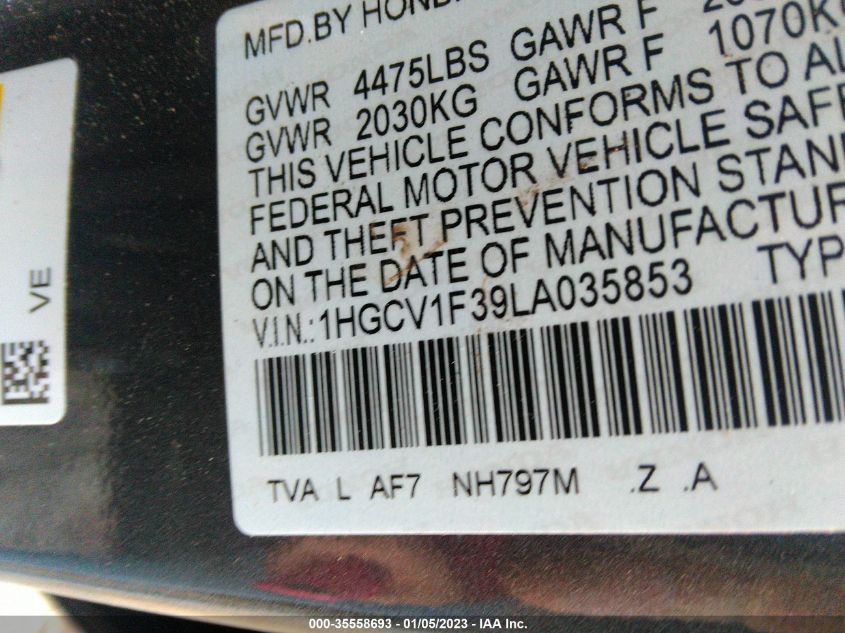 MFD.BY HOND
GVWR 4475LBS GAWR F
GVWR 2030KG GAWR F 1070K
THIS VEHICLE CONFORMS TO AL
FEDERAL MOTOR VEHICLE SAFE
AND THEFT PREVENTION STAN
ON THE DATE OF MANUFACTUR
V.I.N.:1HGCV1F39LA035853 TYP
TVA L AF7 NH797M .Z .A
VE
000-35558693 - 01/05/2023 - IAA Inc.